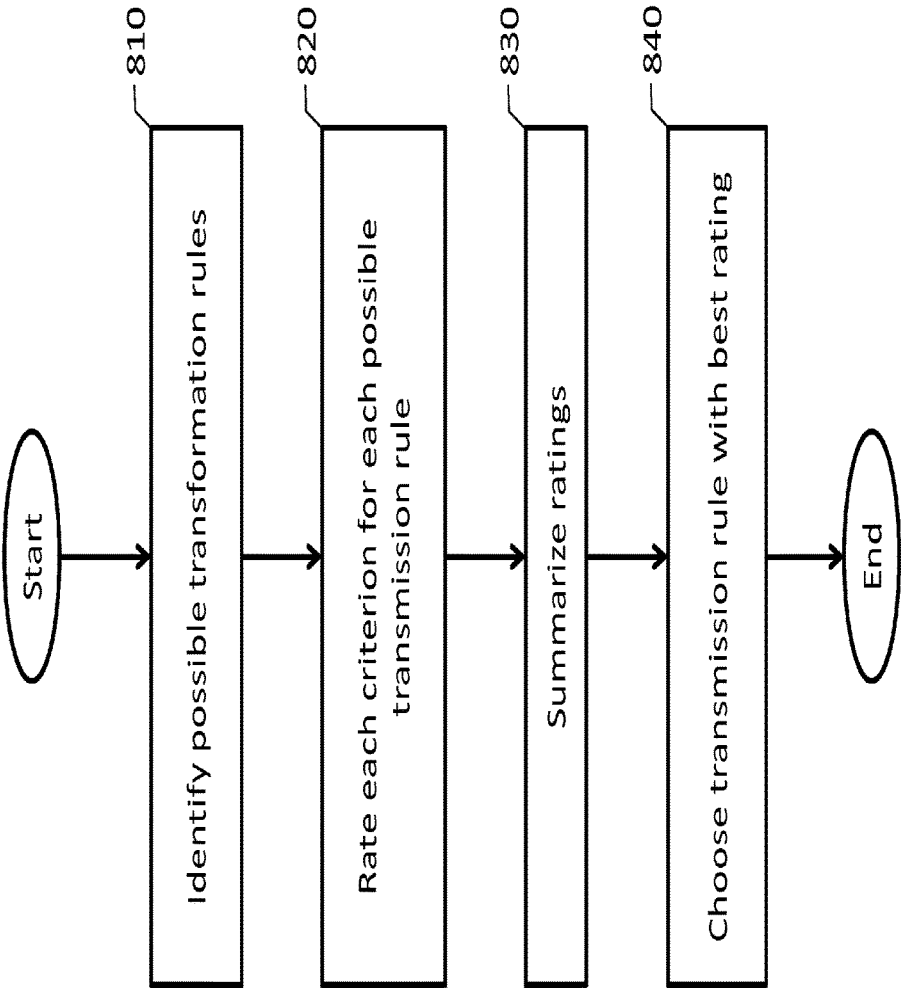 Start
810
Identify possible transformation rules
820
Rate each criterion for each possible
transmission rule
830
Summarize ratings
840
Choose transmission rule with best rating
End